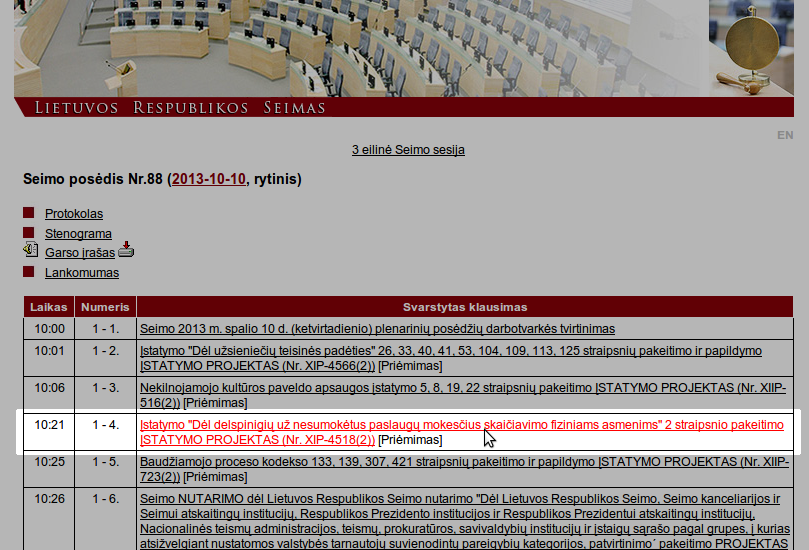 LIETUVOS RESPUBLIKOS SEIMAS
EN
3 eilinė Seimo sesija
Seimo posėdis Nr.88 (2013-10-10, rytinis)
Protokolas
Stenograma
Garso įrašas
Lankomumas
Laikas Numeris Svarstytas klausimas
10:00 1 - 1. Seimo 2013 m. spalio 10 d. (ketvirtadienio) plenarinių posėdžių darbotvarkės tvirtinimas
10:01 1 - 2. Įstatymo "Dėl užsieniečių teisinės padėties" 26, 33, 40, 41, 53, 104, 109, 113, 125 straipsnių pakeitimo ir papildymo
ĮSTATYMO PROJEKTAS (Nr. XIP-4566(2)) [Priėmimas]
10:06 1 - 3. Nekilnojamojo kultūros paveldo apsaugos įstatymo 5, 8, 19, 22 straipsnių pakeitimo ĮSTATYMO PROJEKTAS (Nr. XIIP-
516(2)) [Priėmimas]
10:21 1 - 4. Įstatymo "Dėl delspinigių už nesumokėtus paslaugų mokesčius skaičiavimo fiziniams asmenims" 2 straipsnio pakeitimo
ĮSTATYMO PROJEKTAS (Nr. XIP-4518(2)) [Priėmimas]
10:25 1 - 5. Baudžiamojo proceso kodekso 133, 139, 307, 421 straipsnių pakeitimo ir papildymo ĮSTATYMO PROJEKTAS (Nr. XIIP-
723(2)) [Priėmimas]
10:26 1 - 6. Seimo NUTARIMO dėl Lietuvos Respublikos Seimo nutarimo "Dėl Lietuvos Respublikos Seimo, Seimo kanceliarijos ir
Seimui atskaitingų institucijų, Respublikos Prezidento institucijos ir Respublikos Prezidentui atskaitingų institucijų,
Nacionalinės teismų administracijos, teismų, prokuratūros, savivaldybių institucijų ir įstaigų sąrašo pagal grupes, į kurias
atsižvelgiant nustatomos valstybės tarnautojų suvienodintų pareigybių kategorijos, patvirtinimo" pakeitimo PROJEKTAS